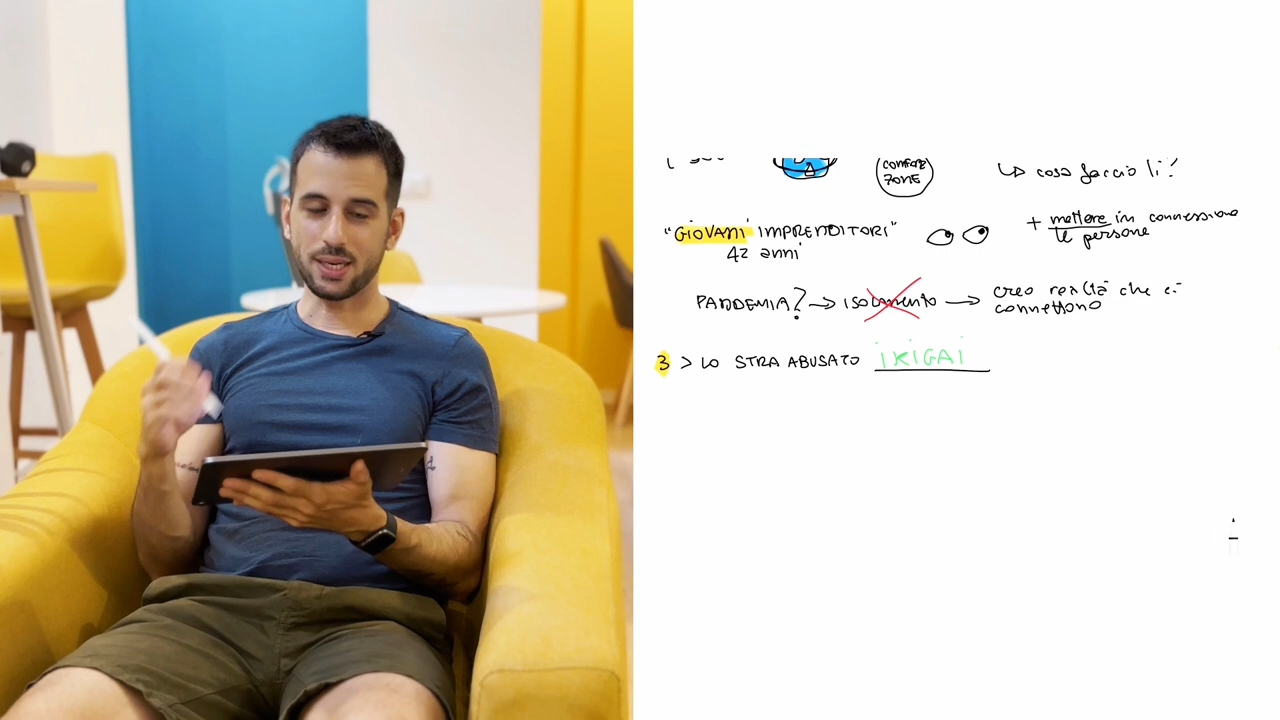 COMFORT ZONE
↳ cosa faccio lì?
"GIOVANI IMPRENDITORI"
42 anni
+ mettere in connessione
le persone
PANDEMIA? → ISOLAMENTO → creo realtà che ci
connettono
3 > LO STRA ABUSATO iKiGAi